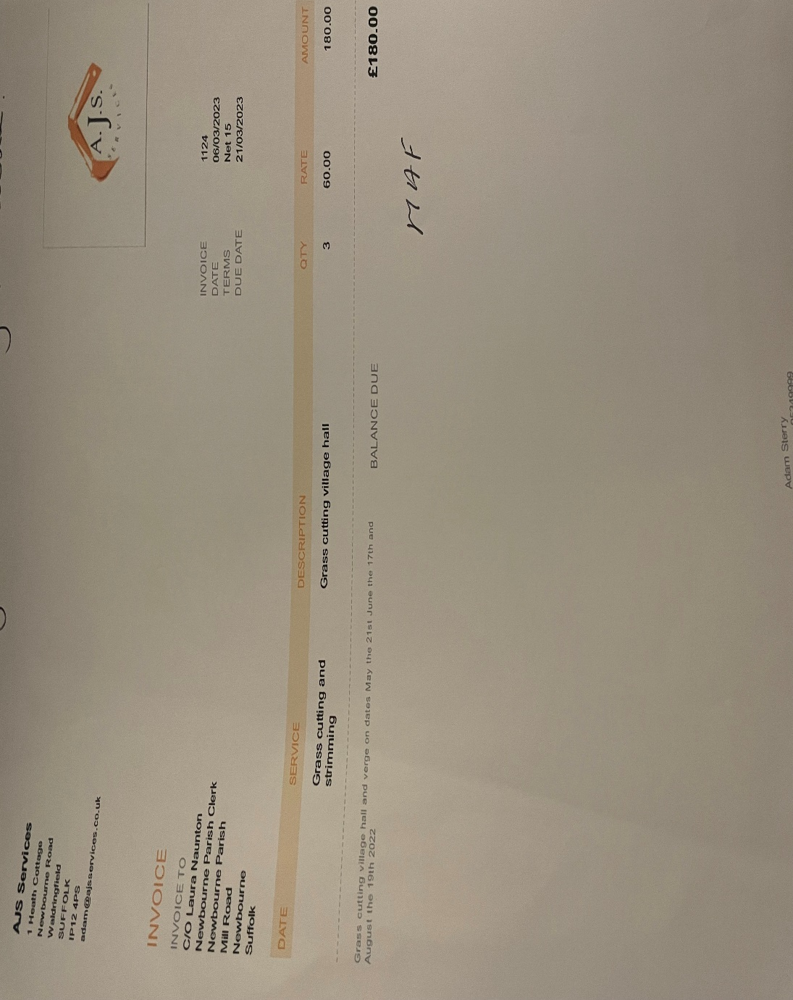 AJS Services
1 Heath Cottage
Newbourne Road
Waldringfield
SUFFOLK
IP12 4PS
adam@ajsservices.co.uk
A.J.S.
SERVICES
INVOICE
INVOICE TO
C/O Laura Naunton
Newbourne Parish Clerk
Newbourne Parish
Mill Road
Newbourne
Suffolk
INVOICE 1124
DATE 06/03/2023
TERMS Net 15
DUE DATE 21/03/2023
DATE SERVICE DESCRIPTION QTY RATE AMOUNT
Grass cutting and Grass cutting village hall 3 60.00 180.00
strimming
Grass cutting village hall and verge on dates May the 21st June the 17th and
August the 19th 2022
BALANCE DUE £180.00
Adam Sterry